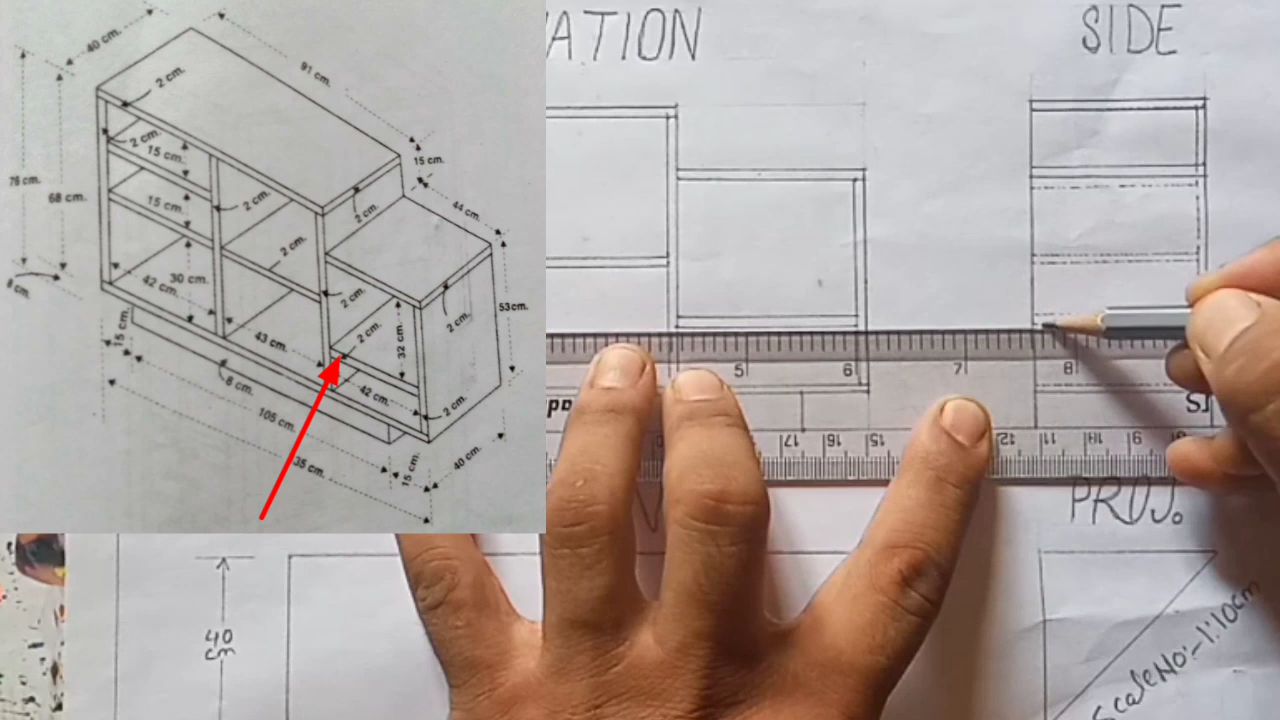 40 cm.
91 cm.
2 cm.
2 cm.
15 cm.
15 cm.
76 cm.
68 cm.
2 cm.
2 cm.
44 cm.
15 cm.
2 cm.
8 cm.
42 cm.
30 cm.
2 cm.
2 cm.
32 cm.
2 cm.
53 cm.
15 cm.
43 cm.
8 cm.
42 cm.
2 cm.
105 cm.
35 cm.
15 cm.
40 cm.
ATION
SIDE
5 6 7 8
17 16 15 12 11 10 9
PROJ.
40
cm
Scale No:-1:10cm